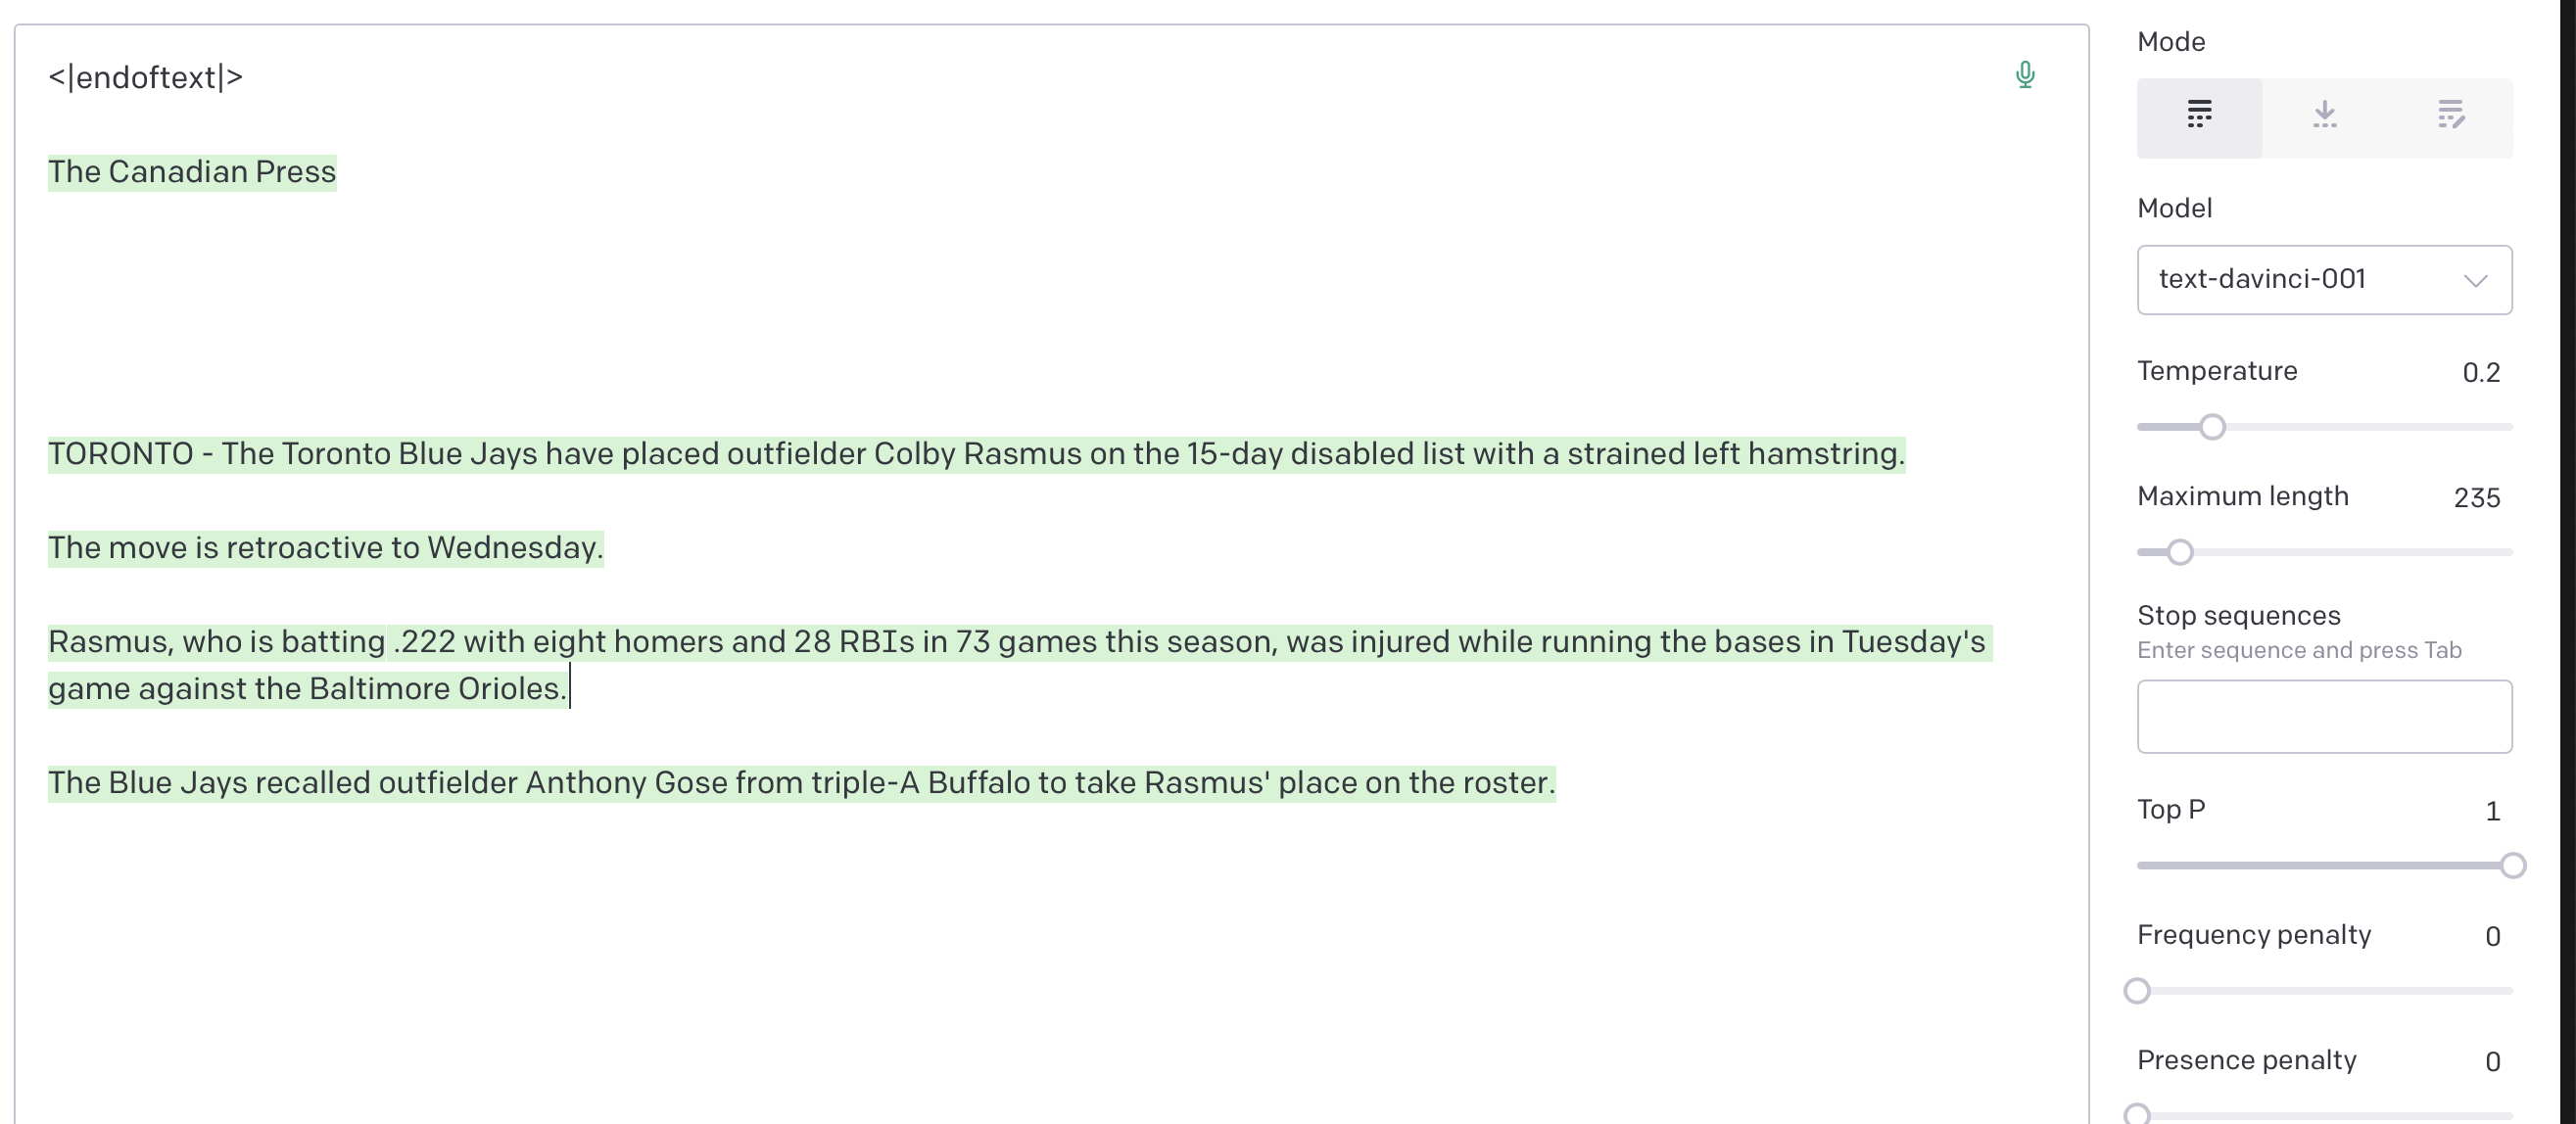 <|endoftext|>
The Canadian Press
TORONTO - The Toronto Blue Jays have placed outfielder Colby Rasmus on the 15-day disabled list with a strained left hamstring.
The move is retroactive to Wednesday.
Rasmus, who is batting .222 with eight homers and 28 RBIs in 73 games this season, was injured while running the bases in Tuesday's
game against the Baltimore Orioles.
The Blue Jays recalled outfielder Anthony Gose from triple-A Buffalo to take Rasmus' place on the roster.
Mode
Model
text-davinci-001
Temperature 0.2
Maximum length 235
Stop sequences
Enter sequence and press Tab
Top P 1
Frequency penalty 0
Presence penalty 0